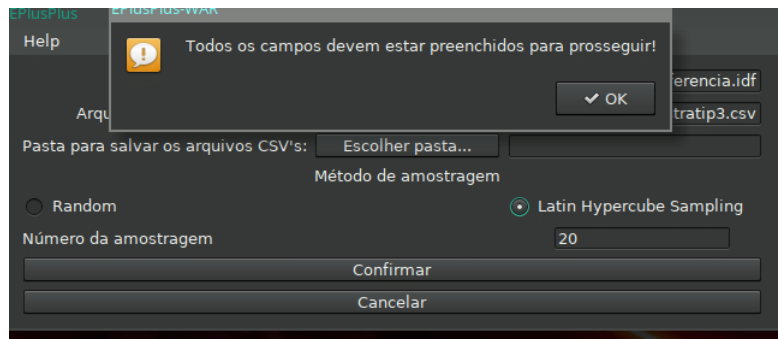 EPlusPlus
EPlusPlus-WAR
Help
Todos os campos devem estar preenchidos para prosseguir!
OK
erencia.idf
Arqu
tratip3.csv
Pasta para salvar os arquivos CSV's: Escolher pasta...
Método de amostragem
Random
Latin Hypercube Sampling
Número da amostragem
20
Confirmar
Cancelar